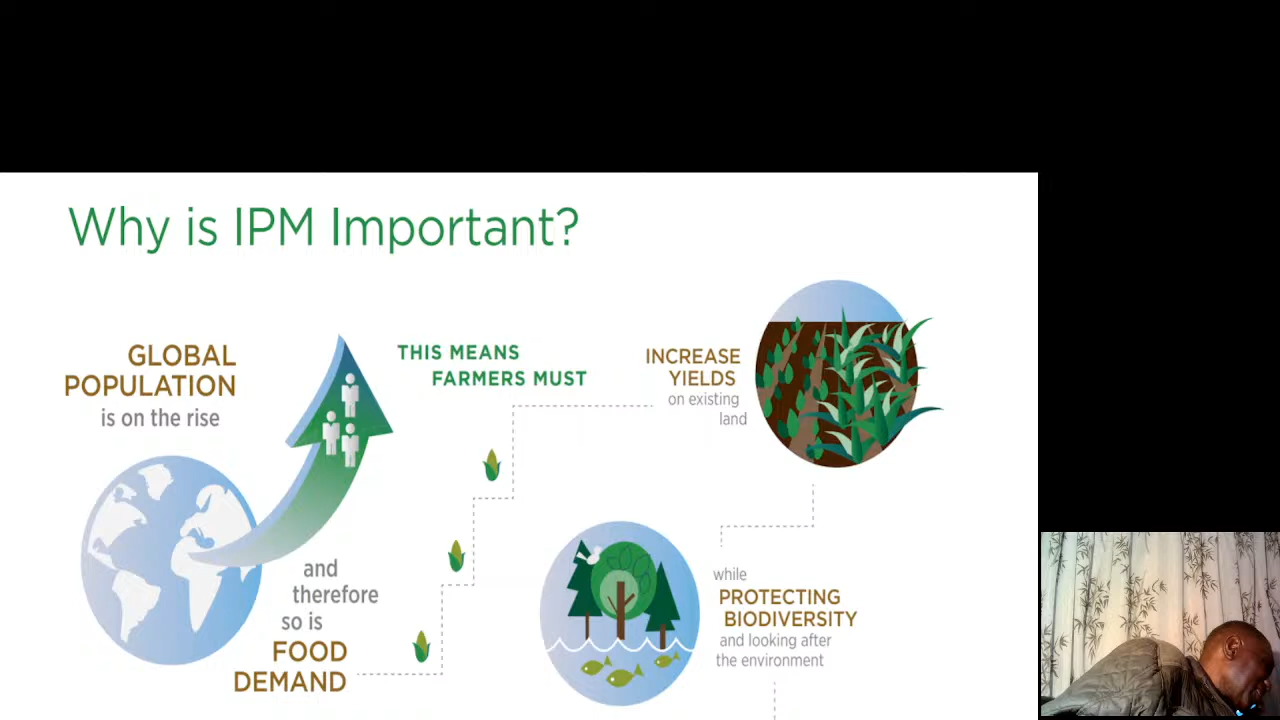 Why is IPM Important?
GLOBAL
POPULATION
is on the rise
and
therefore
so is
FOOD
DEMAND
THIS MEANS
FARMERS MUST
INCREASE
YIELDS
on existing
land
while
PROTECTING
BIODIVERSITY
and looking after
the environment